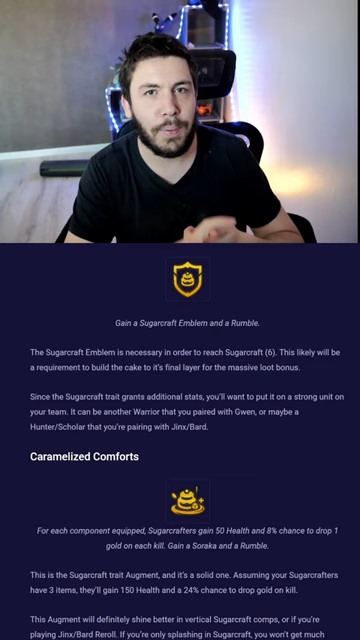 Gain a Sugarcraft Emblem and a Rumble.
The Sugarcraft Emblem is necessary in order to reach Sugarcraft (6). This likely will be
a requirement to build the cake to it's final layer for the massive loot bonus.
Since the Sugarcraft trait grants additional stats, you'll want to put it on a strong unit on
your team. It can be another Warrior that you paired with Gwen, or maybe a
Hunter/Scholar that you're pairing with Jinx/Bard.
Caramelized Comforts
For each component equipped, Sugarcrafters gain 50 Health and 8% chance to drop 1
gold on each kill. Gain a Soraka and a Rumble.
This is the Sugarcraft trait Augment, and it's a solid one. Assuming your Sugarcrafters
have 3 items, they'll gain 150 Health and a 24% chance to drop gold on kill.
This Augment will definitely shine better in vertical Sugarcraft comps, or if you're
playing Jinx/Bard Reroll. If you're only splashing in Sugarcraft, you won't get much